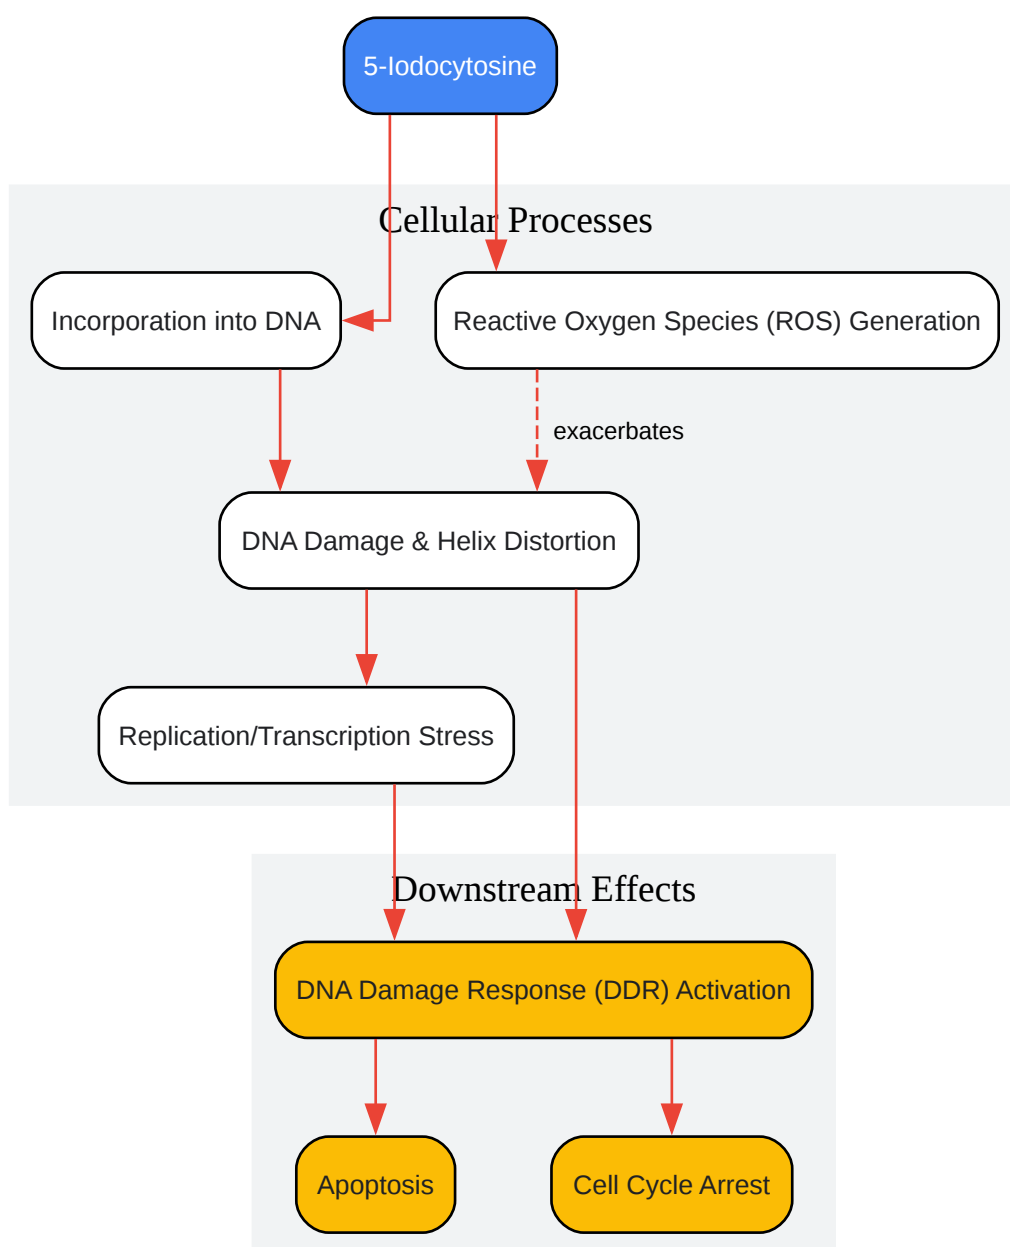 5-Iodocytosine
Cellular Processes
Incorporation into DNA
Reactive Oxygen Species (ROS) Generation
exacerbates
DNA Damage & Helix Distortion
Replication/Transcription Stress
Downstream Effects
DNA Damage Response (DDR) Activation
Apoptosis
Cell Cycle Arrest